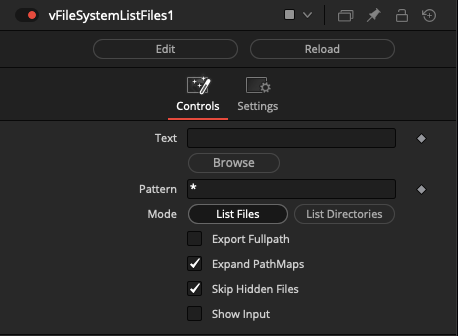 vFileSystemListFiles1
Edit
Reload
Controls
Settings
Text
Browse
Pattern
*
Mode
List Files
List Directories
Export Fullpath
Expand PathMaps
Skip Hidden Files
Show Input